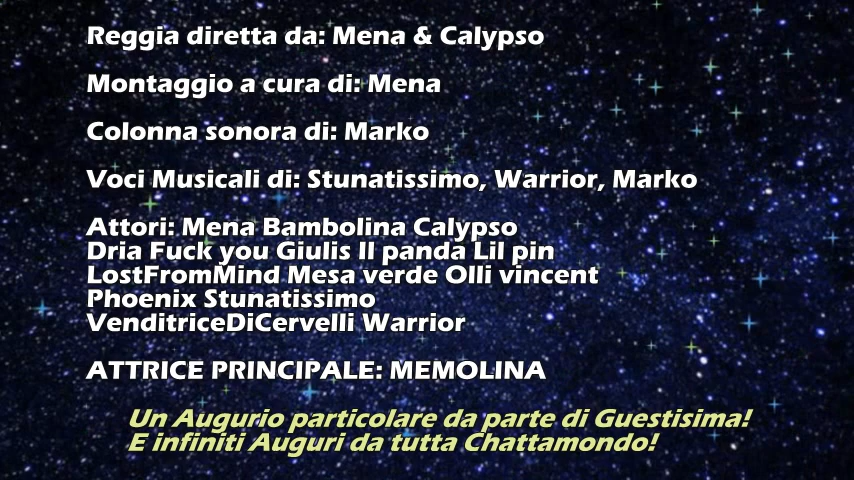 Reggia diretta da: Mena & Calypso
Montaggio a cura di: Mena
Colonna sonora di: Marko
Voci Musicali di: Stunatissimo, Warrior, Marko
Attori: Mena Bambolina Calypso
Dria Fuck you Giulis Il panda Lil pin
LostFromMind Mesa verde Olli vincent
Phoenix Stunatissimo
VenditriceDiCervelli Warrior
ATTRICE PRINCIPALE: MEMOLINA
Un Augurio particolare da parte di Guestisima!
E infiniti Auguri da tutta Chattamondo!